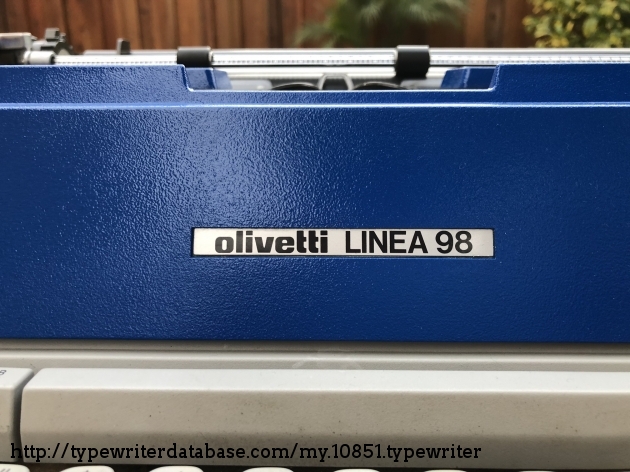 olivetti LINEA 98
http://typewriterdatabase.com/my.10851.typewriter